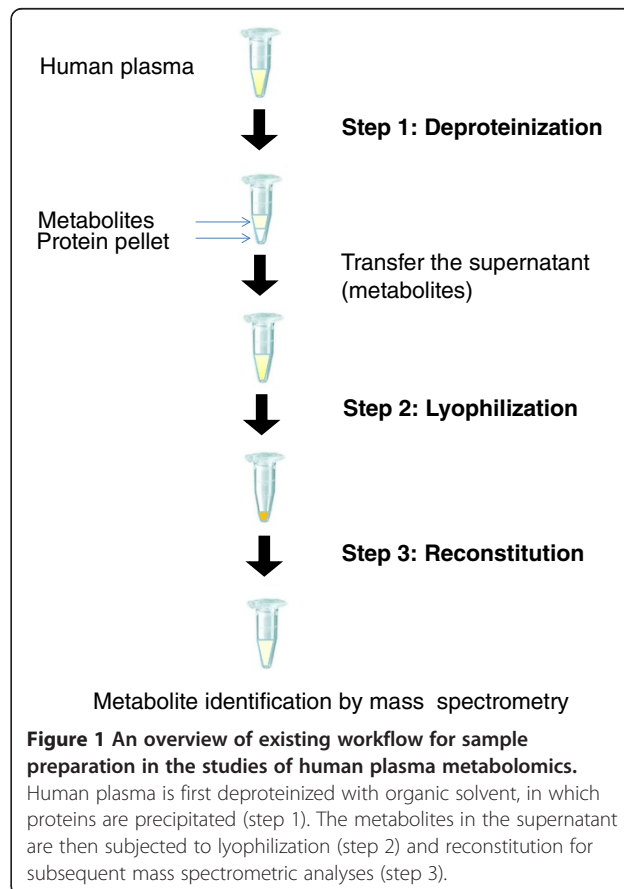 Human plasma
Step 1: Deproteinization
Metabolites
Protein pellet
Transfer the supernatant
(metabolites)
Step 2: Lyophilization
Step 3: Reconstitution
Metabolite identification by mass spectrometry
Figure 1 An overview of existing workflow for sample
preparation in the studies of human plasma metabolomics.
Human plasma is first deproteinized with organic solvent, in which
proteins are precipitated (step 1). The metabolites in the supernatant
are then subjected to lyophilization (step 2) and reconstitution for
subsequent mass spectrometric analyses (step 3).